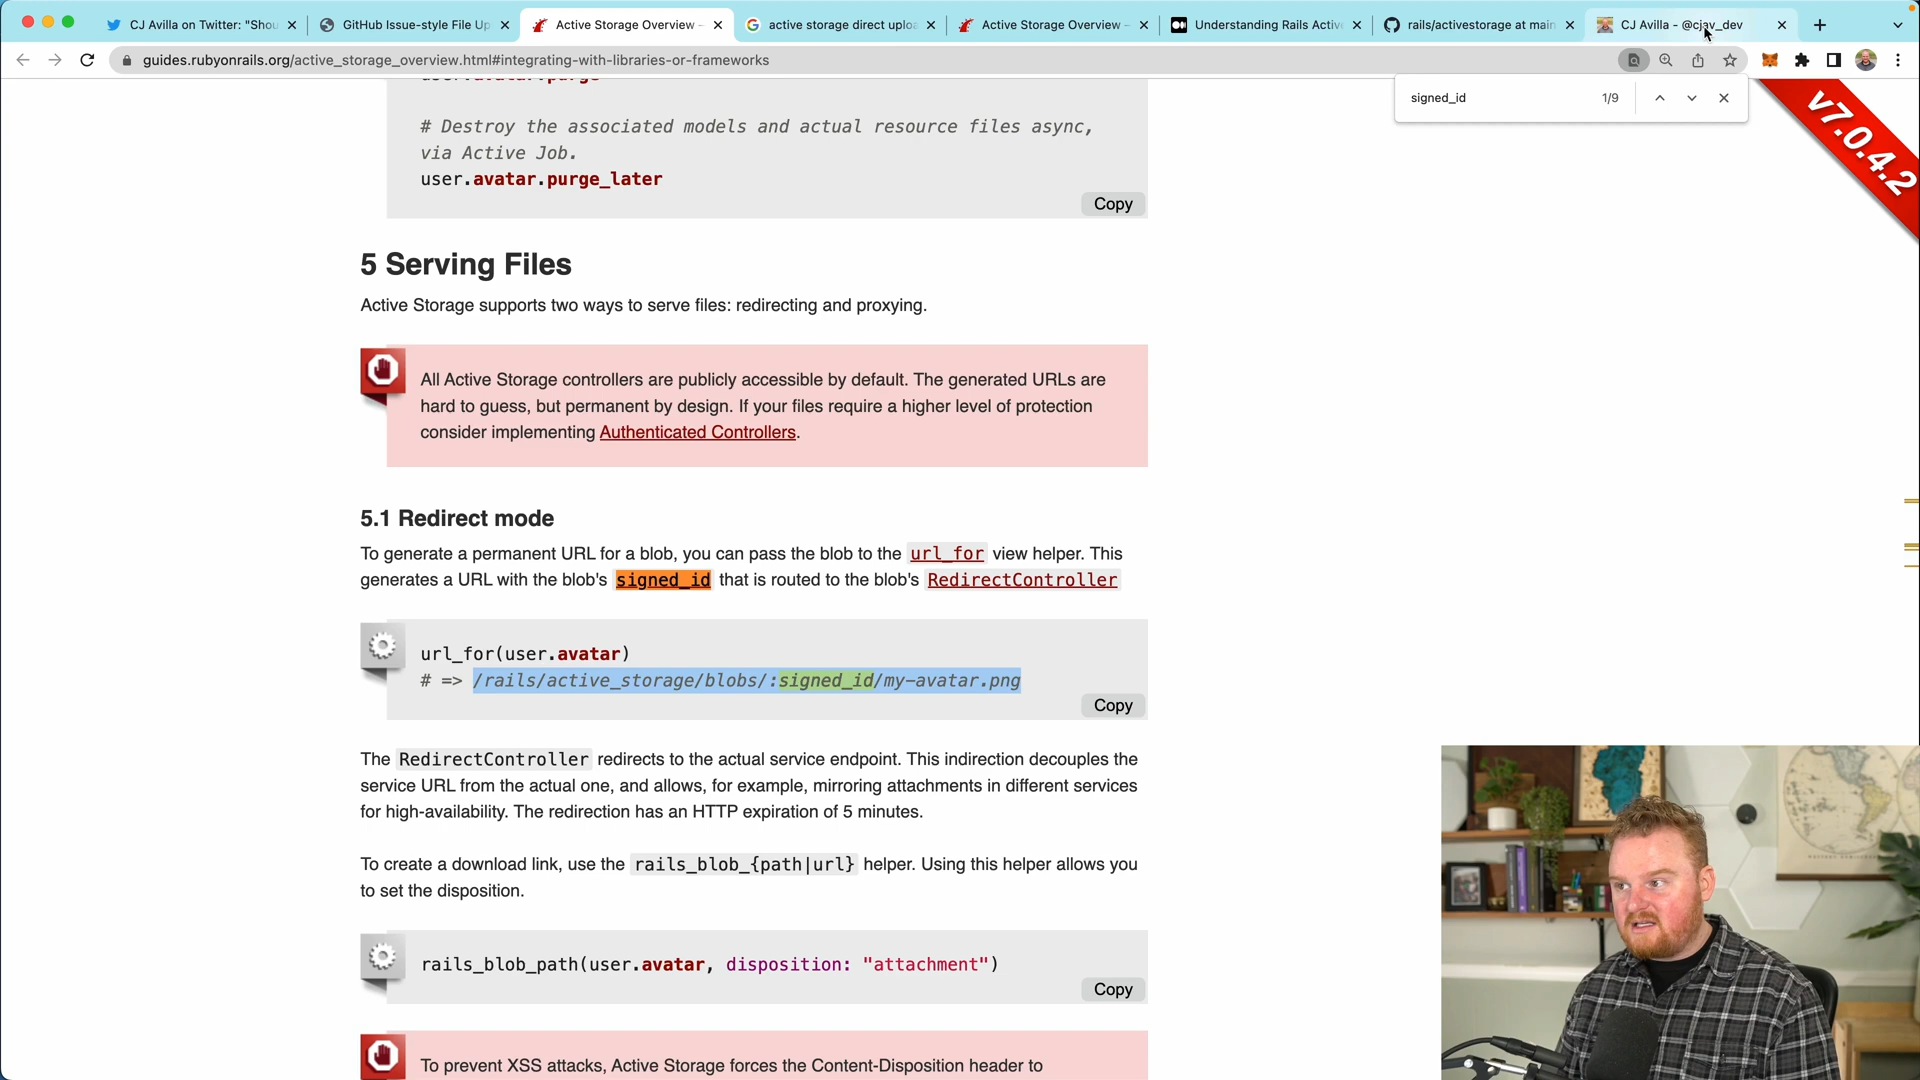 CJ Avilla on Twitter: "Shou
GitHub Issue-style File Up
Active Storage Overview –
active storage direct uploa
Active Storage Overview –
Understanding Rails Active
rails/activestorage at main
CJ Avilla - @cjav_dev
guides.rubyonrails.org/active_storage_overview.html#integrating-with-libraries-or-frameworks
signed_id
1/9
v7.0.4.2
user.avatar.purge
# Destroy the associated models and actual resource files async,
via Active Job.
user.avatar.purge_later
Copy
5 Serving Files
Active Storage supports two ways to serve files: redirecting and proxying.
All Active Storage controllers are publicly accessible by default. The generated URLs are
hard to guess, but permanent by design. If your files require a higher level of protection
consider implementing Authenticated Controllers.
5.1 Redirect mode
To generate a permanent URL for a blob, you can pass the blob to the url_for view helper. This
generates a URL with the blob's signed_id that is routed to the blob's RedirectController
url_for(user.avatar)
# => /rails/active_storage/blobs/:signed_id/my-avatar.png
Copy
The RedirectController redirects to the actual service endpoint. This indirection decouples the
service URL from the actual one, and allows, for example, mirroring attachments in different services
for high-availability. The redirection has an HTTP expiration of 5 minutes.
To create a download link, use the rails_blob_{path|url} helper. Using this helper allows you
to set the disposition.
rails_blob_path(user.avatar, disposition: "attachment")
Copy
To prevent XSS attacks, Active Storage forces the Content-Disposition header to